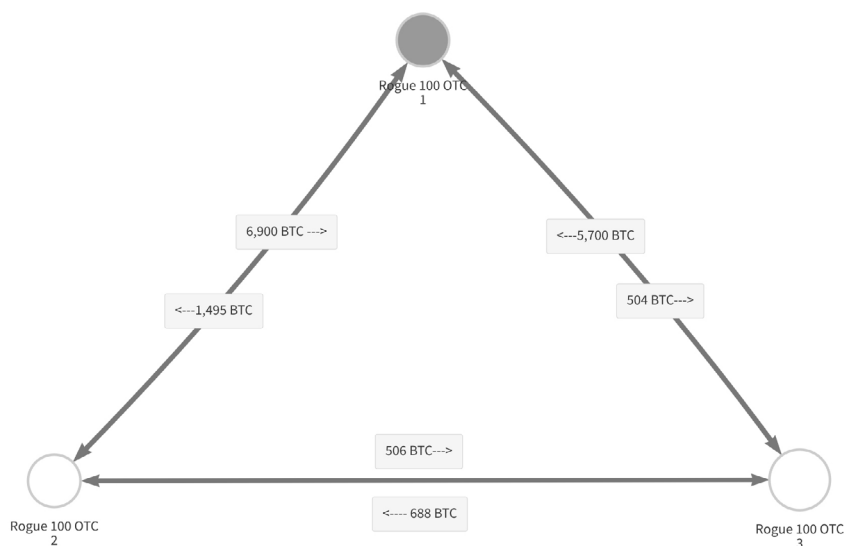 Rogue 100 OTC
1
6,900 BTC --->
<---5,700 BTC
<---1,495 BTC
504 BTC--->
506 BTC--->
<---- 688 BTC
Rogue 100 OTC
2
Rogue 100 OTC
3